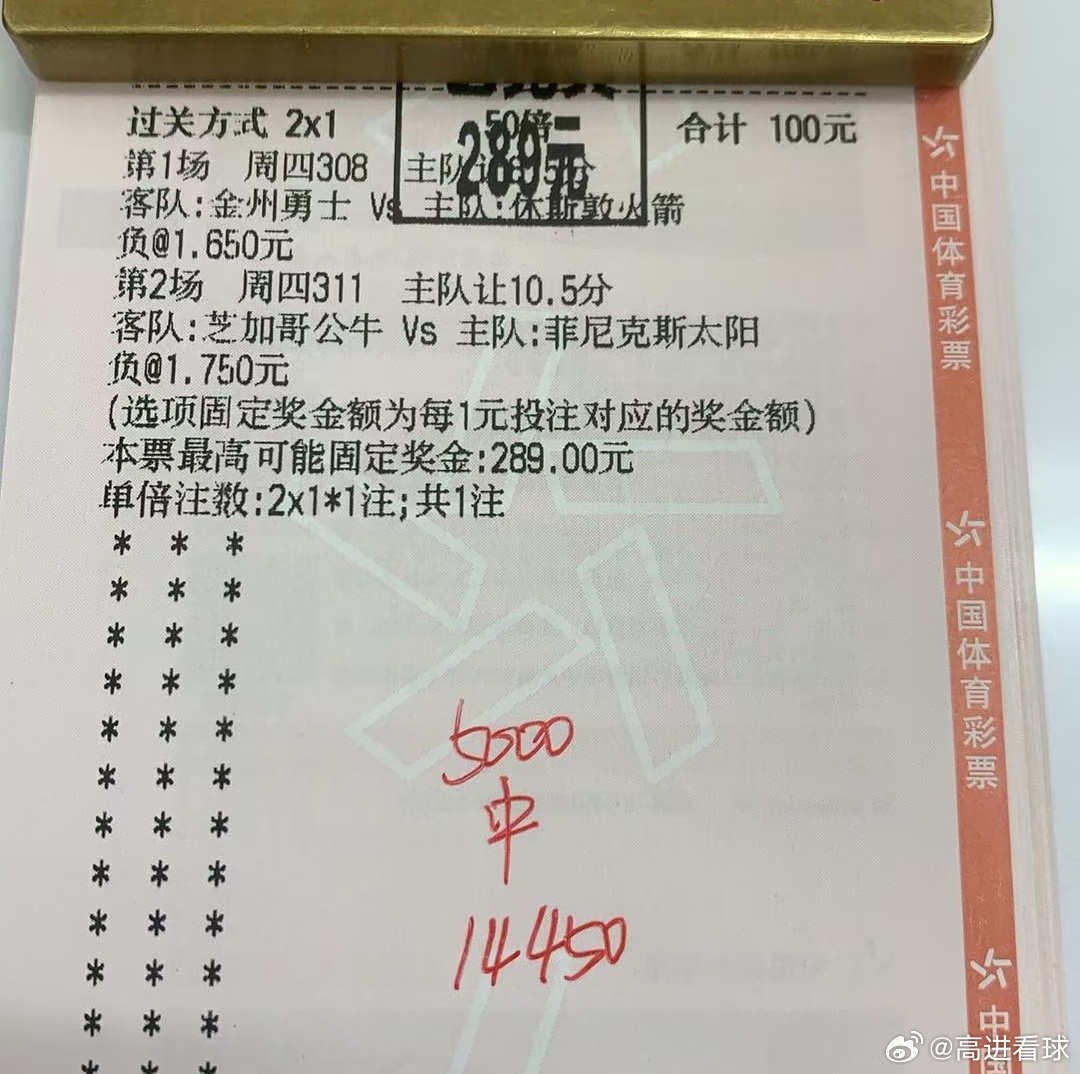 过关方式 2x1 50倍 合计 100元
289元
第1场 周四308 主队让8.5分
客队:金州勇士 Vs 主队:休斯敦火箭
负@1.650元
第2场 周四311 主队让10.5分
客队:芝加哥公牛 Vs 主队:菲尼克斯太阳
负@1.750元
(选项固定奖金额为每1元投注对应的奖金额)
本票最高可能固定奖金:289.00元
单倍注数:2x1*1注;共1注
* * *
* * *
* * *
* * *
* * *
* * *
* * *
* * *
* * *
* * *
* * *
* * *
5000
中
14450
中国体育彩票
中国体育彩票
中国
@高进看球